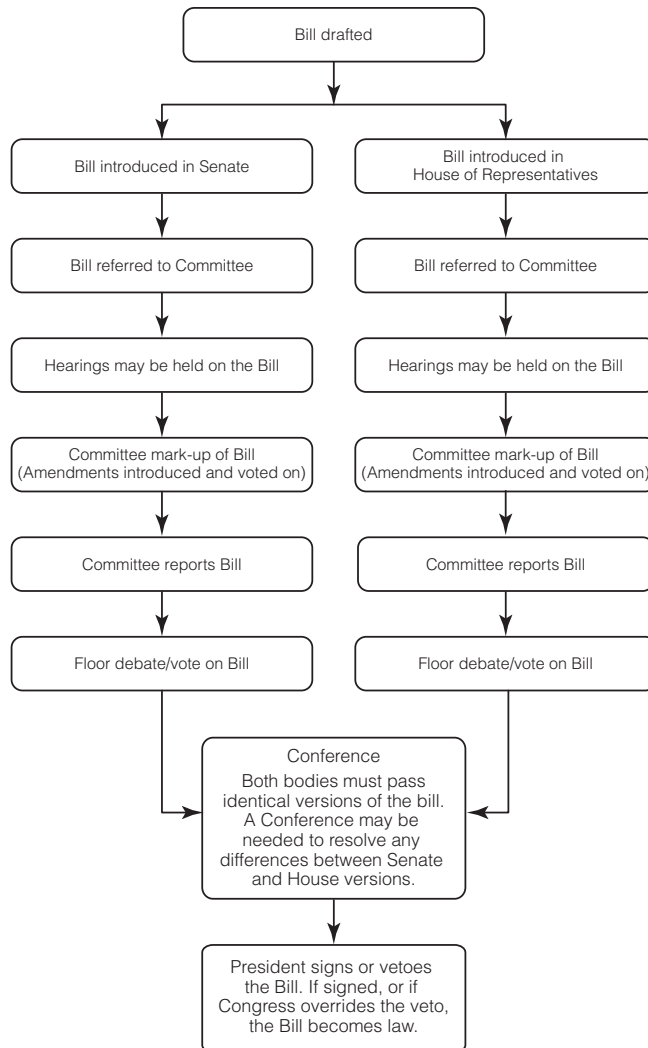 Bill drafted
Bill introduced in Senate
Bill referred to Committee
Hearings may be held on the Bill
Committee mark-up of Bill
(Amendments introduced and voted on)
Committee reports Bill
Floor debate/vote on Bill
Bill introduced in
House of Representatives
Bill referred to Committee
Hearings may be held on the Bill
Committee mark-up of Bill
(Amendments introduced and voted on)
Committee reports Bill
Floor debate/vote on Bill
Conference
Both bodies must pass
identical versions of the bill.
A Conference may be
needed to resolve any
differences between Senate
and House versions.
President signs or vetoes
the Bill. If signed, or if
Congress overrides the veto,
the Bill becomes law.